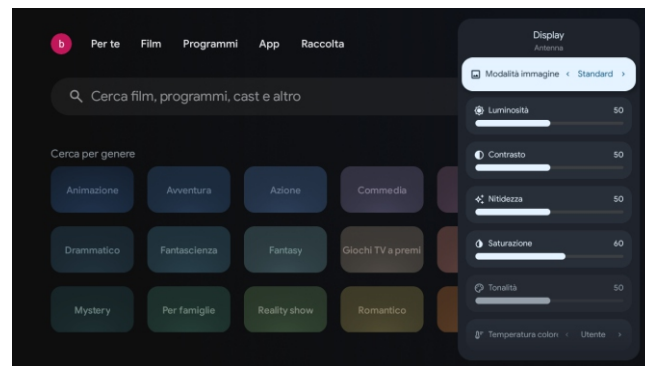 b Per te Film Programmi App Raccolta
Cerca film, programmi, cast e altro
Cerca per genere
Animazione Avventura Azione Commedia
Drammatico Fantascienza Fantasy Giochi TV a premi
Mystery Per famiglie Reality show Romantico
Display
Antenna
Modalità immagine ‹ Standard ›
Luminosità 50
Contrasto 50
Nitidezza 50
Saturazione 60
Tonalità 50
Temperatura colori ‹ Utente ›